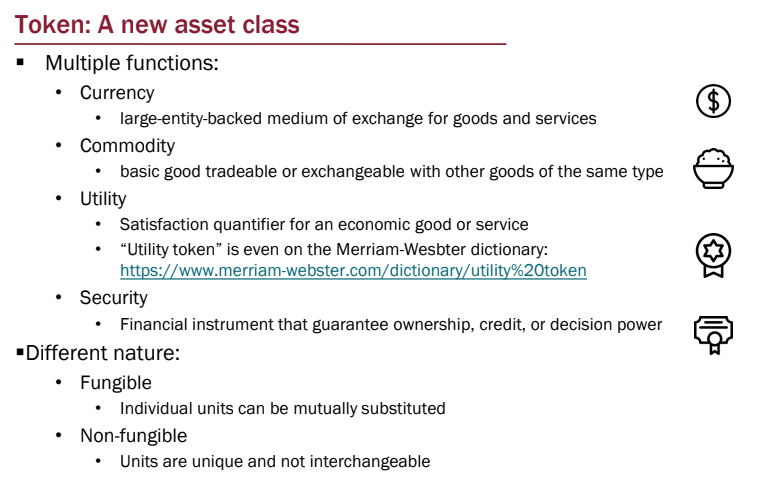 Token: A new asset class
▪ Multiple functions:
• Currency
• large-entity-backed medium of exchange for goods and services
• Commodity
• basic good tradeable or exchangeable with other goods of the same type
• Utility
• Satisfaction quantifier for an economic good or service
• “Utility token” is even on the Merriam-Wesbter dictionary:
https://www.merriam-webster.com/dictionary/utility%20token
• Security
• Financial instrument that guarantee ownership, credit, or decision power
▪Different nature:
• Fungible
• Individual units can be mutually substituted
• Non-fungible
• Units are unique and not interchangeable